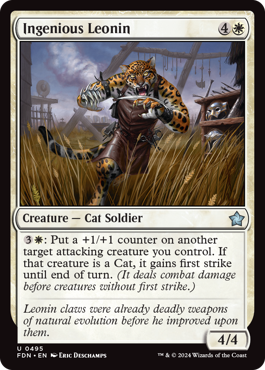 Ingenious Leonin 4
Creature — Cat Soldier
3: Put a +1/+1 counter on another
target attacking creature you control. If
that creature is a Cat, it gains first strike
until end of turn. (It deals combat damage
before creatures without first strike.)
Leonin claws were already deadly weapons
of natural evolution before he improved upon
them.
4/4
U 0495
FDN • EN Eric Deschamps
™ & © 2024 Wizards of the Coast